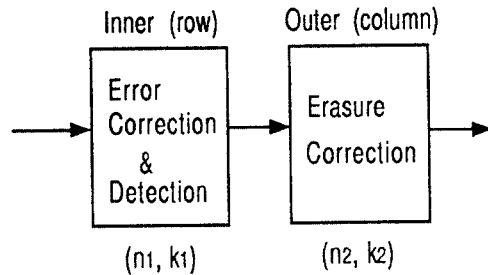 Inner (row)
Outer (column)
Error
Correction
&
Detection
Erasure
Correction
(n1, k1)
(n2, k2)